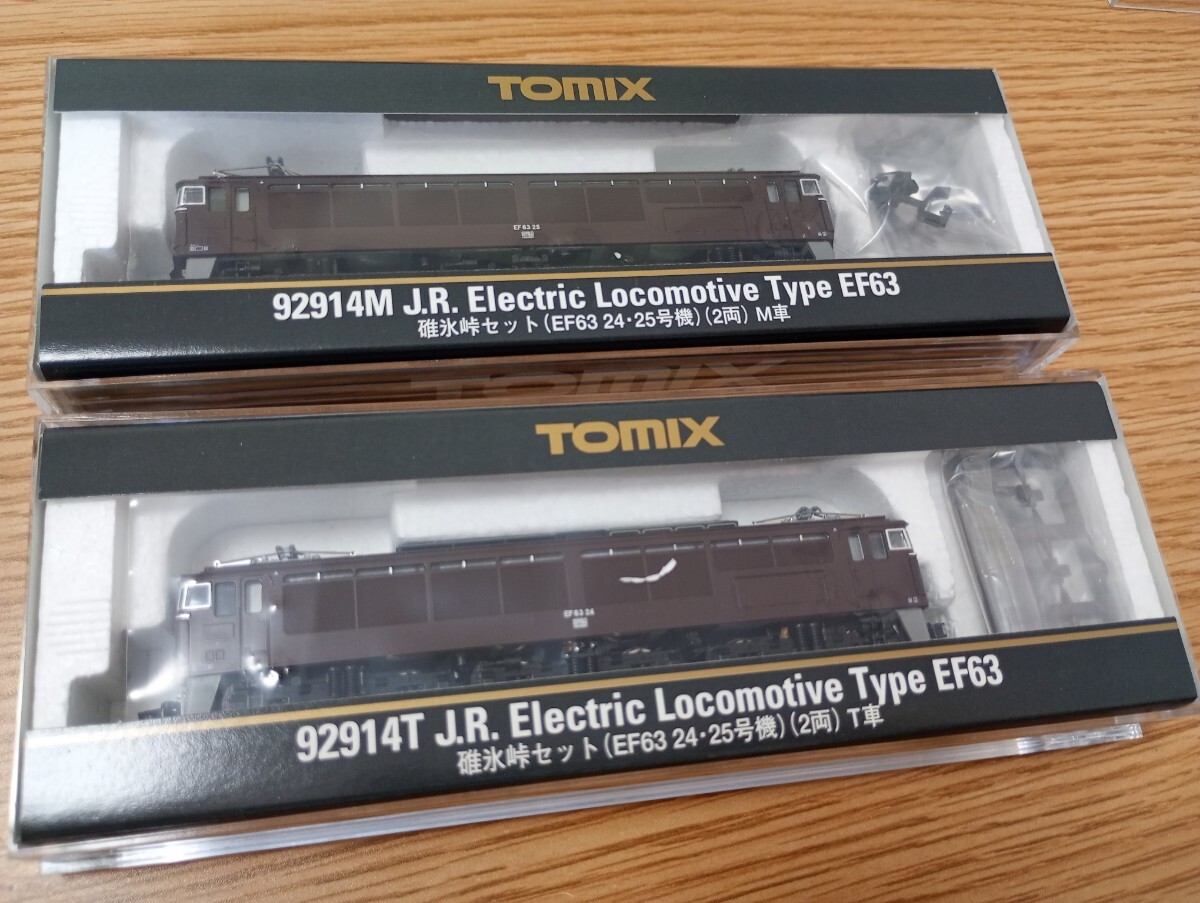 TOMIX
EF63 25
92914M J.R. Electric Locomotive Type EF63
碓氷峠セット(EF63 24・25号機)(2両) M車
TOMIX
EF63 24
92914T J.R. Electric Locomotive Type EF63
碓氷峠セット(EF63 24・25号機)(2両) T車